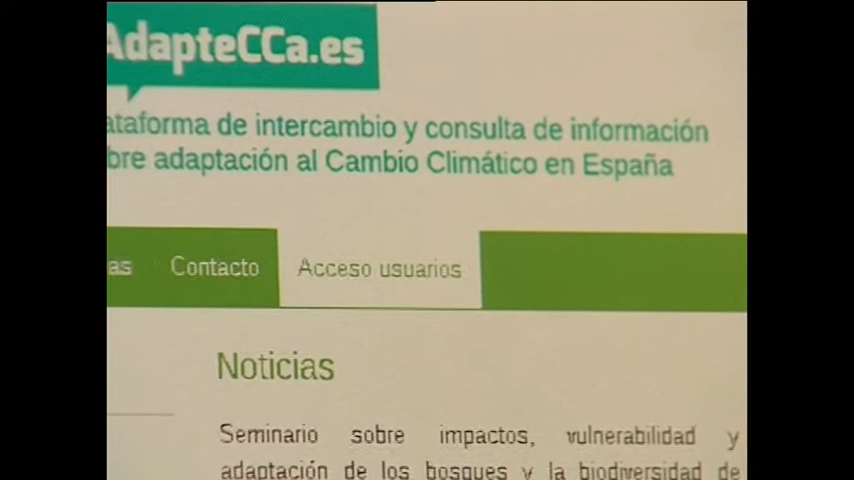 AdapteCCa.es
ataforma de intercambio y consulta de información
bre adaptación al Cambio Climático en España
as Contacto Acceso usuarios
Noticias
Seminario sobre impactos, vulnerabilidad y
adaptación de los bosques y la biodiversidad de